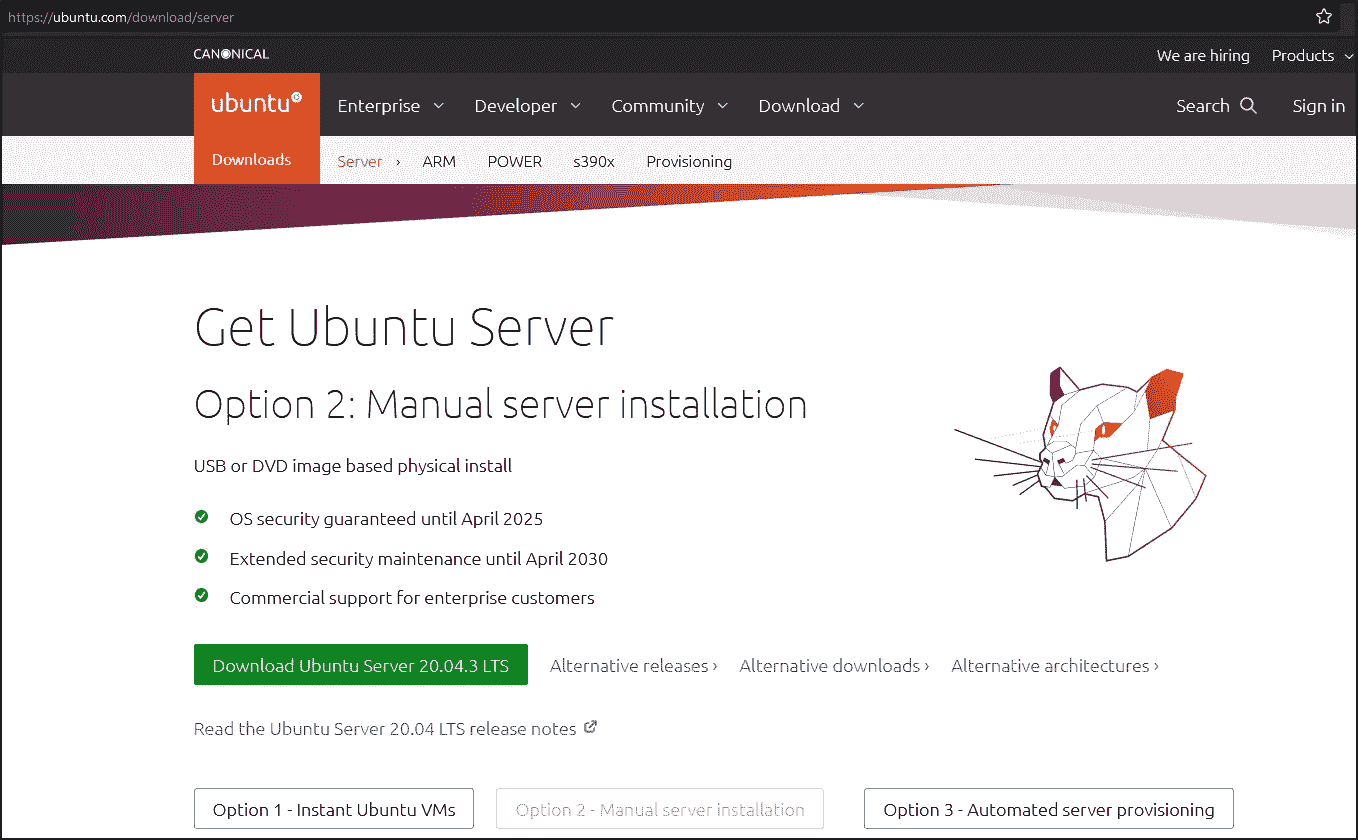 https://ubuntu.com/download/server
CANONICAL
We are hiring Products
ubuntu Enterprise Developer Community Download Search Sign in
Downloads Server › ARM POWER s390x Provisioning
Get Ubuntu Server
Option 2: Manual server installation
USB or DVD image based physical install
OS security guaranteed until April 2025
Extended security maintenance until April 2030
Commercial support for enterprise customers
Download Ubuntu Server 20.04.3 LTS Alternative releases › Alternative downloads › Alternative architectures ›
Read the Ubuntu Server 20.04 LTS release notes
Option 1 - Instant Ubuntu VMs Option 2 - Manual server installation Option 3 - Automated server provisioning